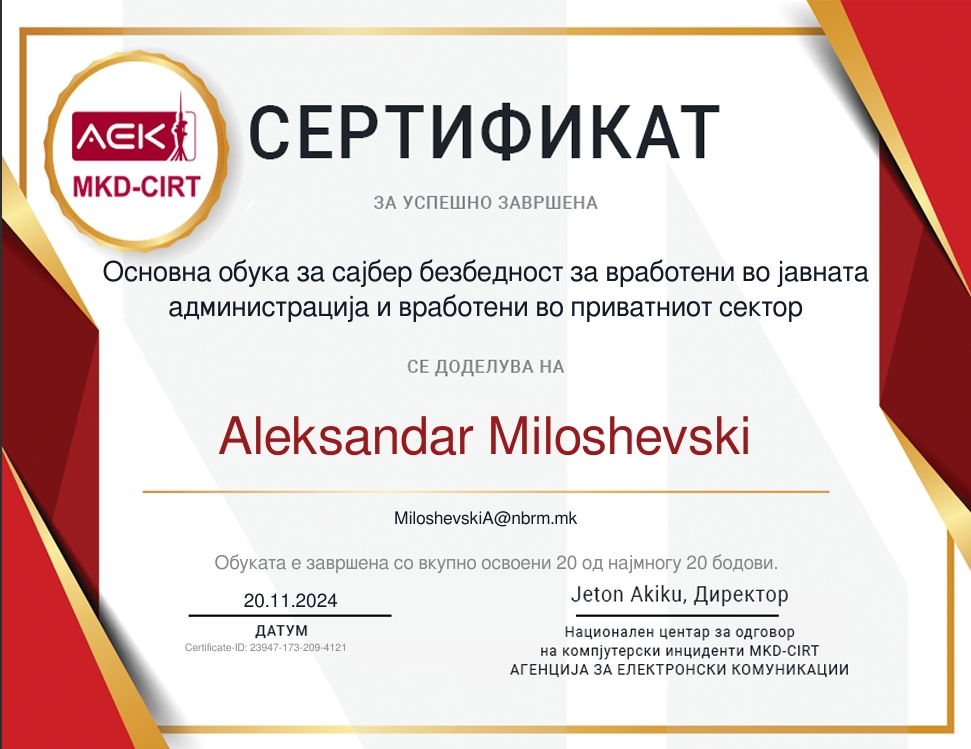 АЕК
MKD-CIRT
СЕРТИФИКАТ
ЗА УСПЕШНО ЗАВРШЕНА
Основна обука за сајбер безбедност за вработени во јавната
администрација и вработени во приватниот сектор
СЕ ДОДЕЛУВА НА
Aleksandar Miloshevski
MiloshevskiA@nbrm.mk
Обуката е завршена со вкупно освоени 20 од најмногу 20 бодови.
20.11.2024
ДАТУМ
Certificate-ID: 23947-173-209-4121
Jeton Akiku, Директор
Национален центар за одговор
на компјутерски инциденти MKD-CIRT
АГЕНЦИЈА ЗА ЕЛЕКТРОНСКИ КОМУНИКАЦИИ